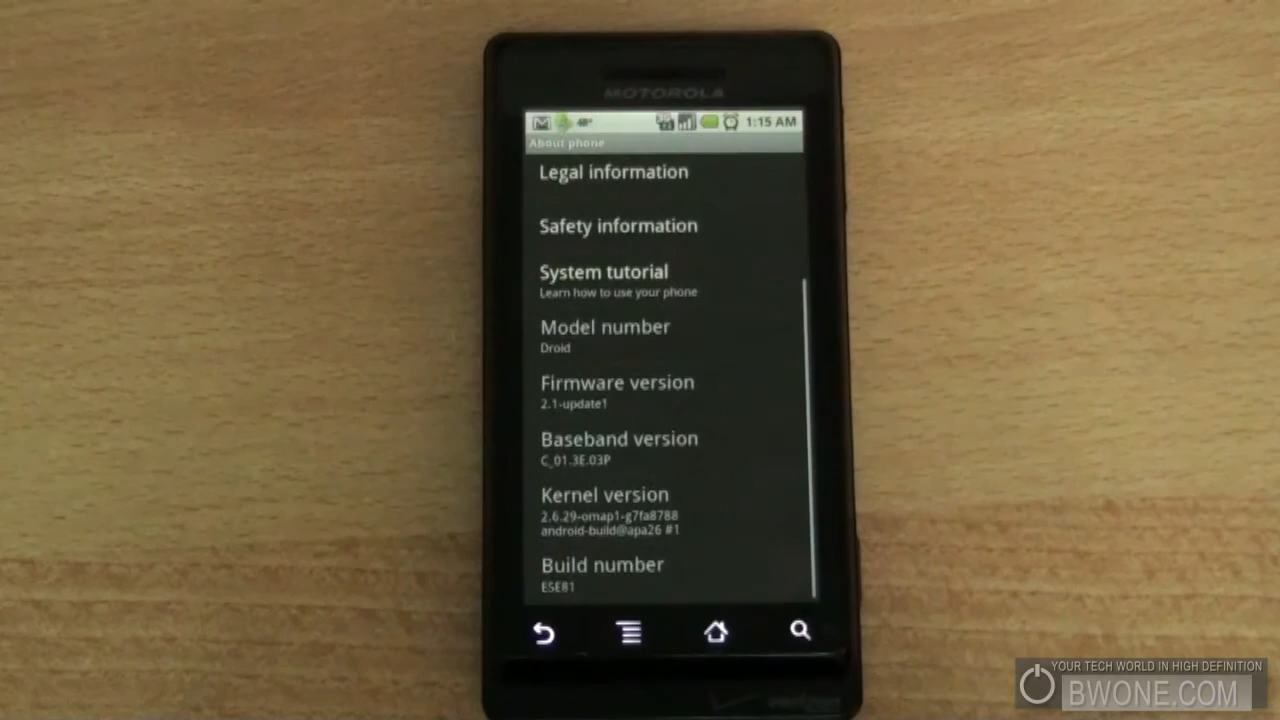 MOTOROLA
48° 1:15 AM
About phone
Legal information
Safety information
System tutorial
Learn how to use your phone
Model number
Droid
Firmware version
2.1-update1
Baseband version
C_01.3E.03P
Kernel version
2.6.29-omap1-g7fa8788
android-build@apa26 #1
Build number
ESE81
verizon
YOUR TECH WORLD IN HIGH DEFINITION
BWONE.COM